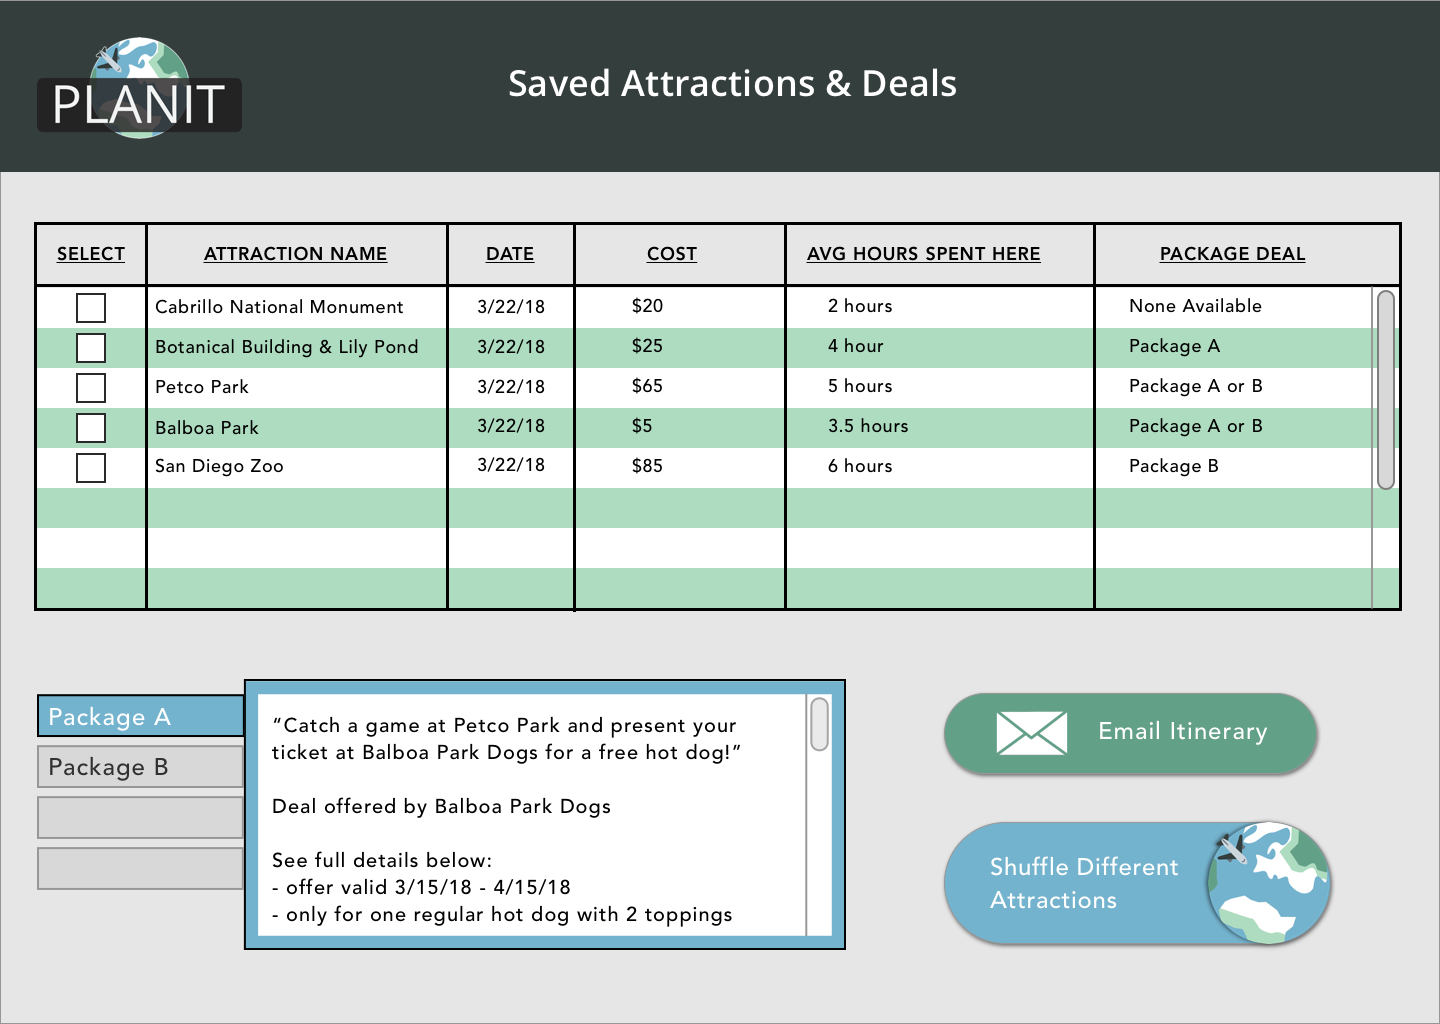 PLANIT
Saved Attractions & Deals
SELECT ATTRACTION NAME DATE COST AVG HOURS SPENT HERE PACKAGE DEAL
Cabrillo National Monument 3/22/18 $20 2 hours None Available
Botanical Building & Lily Pond 3/22/18 $25 4 hour Package A
Petco Park 3/22/18 $65 5 hours Package A or B
Balboa Park 3/22/18 $5 3.5 hours Package A or B
San Diego Zoo 3/22/18 $85 6 hours Package B
Package A
Package B
“Catch a game at Petco Park and present your
ticket at Balboa Park Dogs for a free hot dog!”
Deal offered by Balboa Park Dogs
See full details below:
- offer valid 3/15/18 - 4/15/18
- only for one regular hot dog with 2 toppings
Email Itinerary
Shuffle Different
Attractions